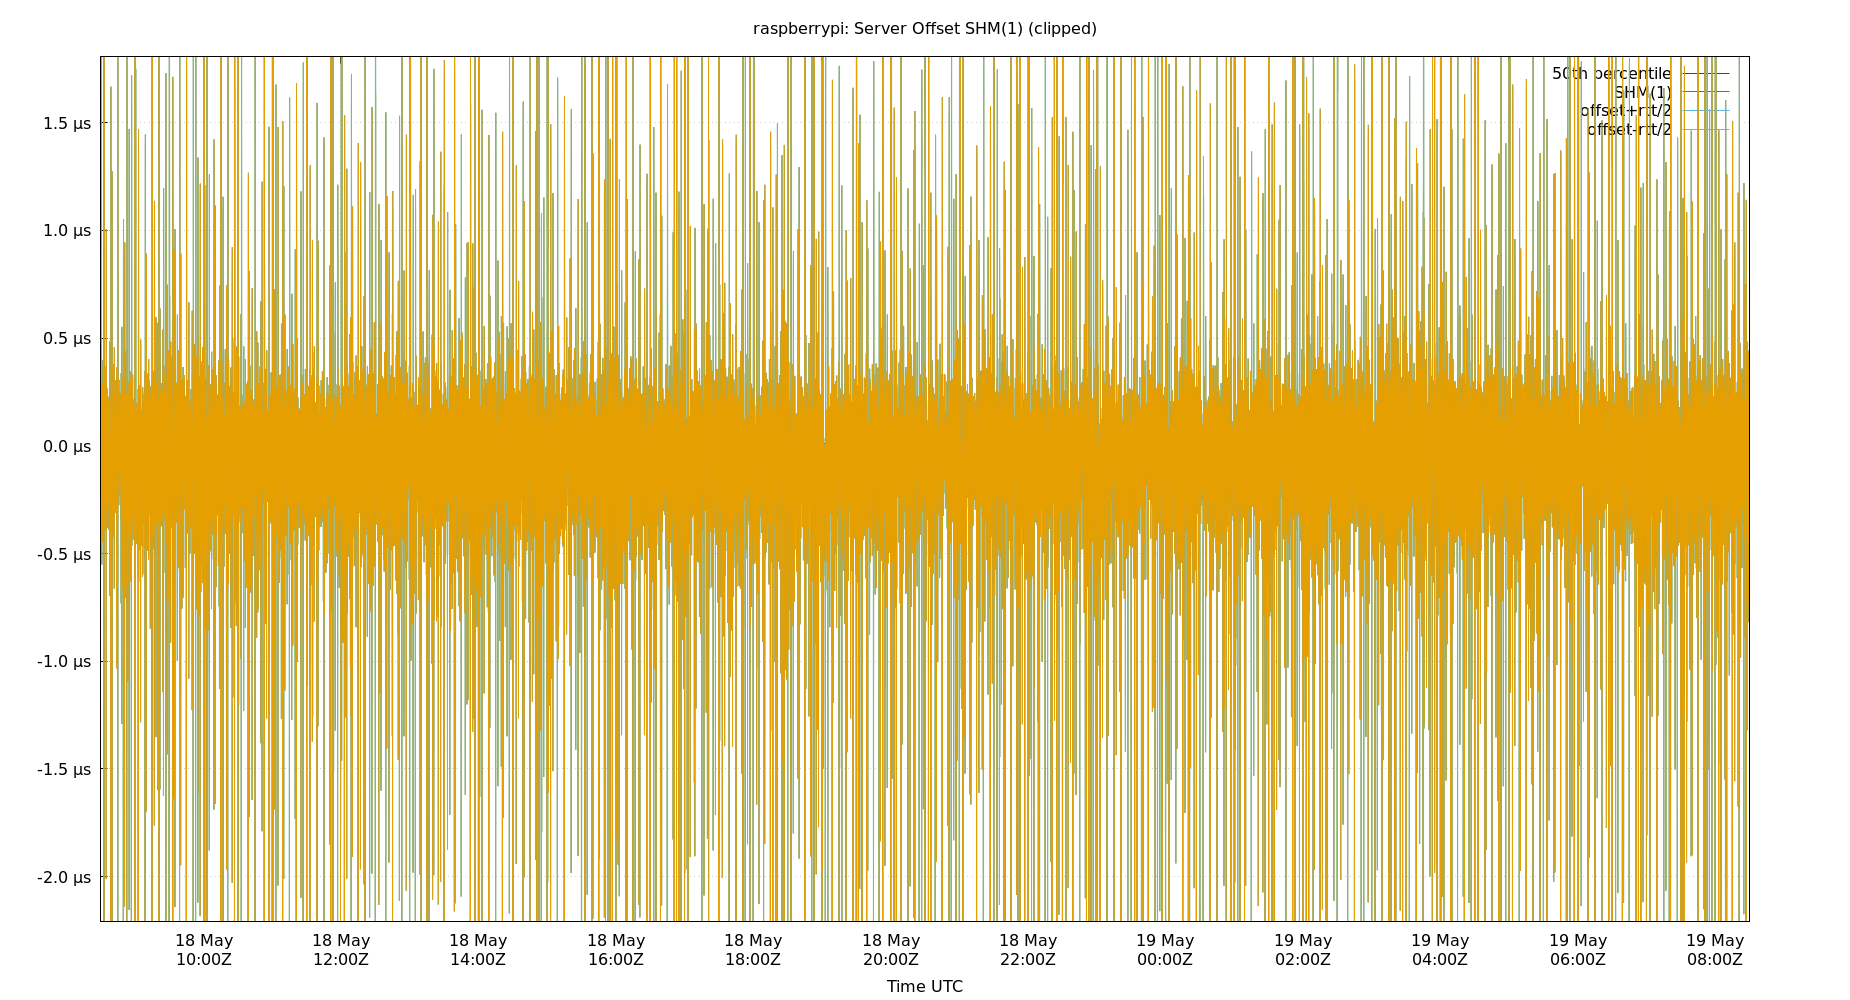 raspberrypi: Server Offset SHM(1) (clipped)
50th percentile
SHM(1)
offset+rtt/2
offset-rtt/2
1.5 µs
1.0 µs
0.5 µs
0.0 µs
-0.5 µs
-1.0 µs
-1.5 µs
-2.0 µs
18 May 18 May 18 May 18 May 18 May 18 May 18 May 19 May 19 May 19 May 19 May 19 May
10:00Z 12:00Z 14:00Z 16:00Z 18:00Z 20:00Z 22:00Z 00:00Z 02:00Z 04:00Z 06:00Z 08:00Z
Time UTC